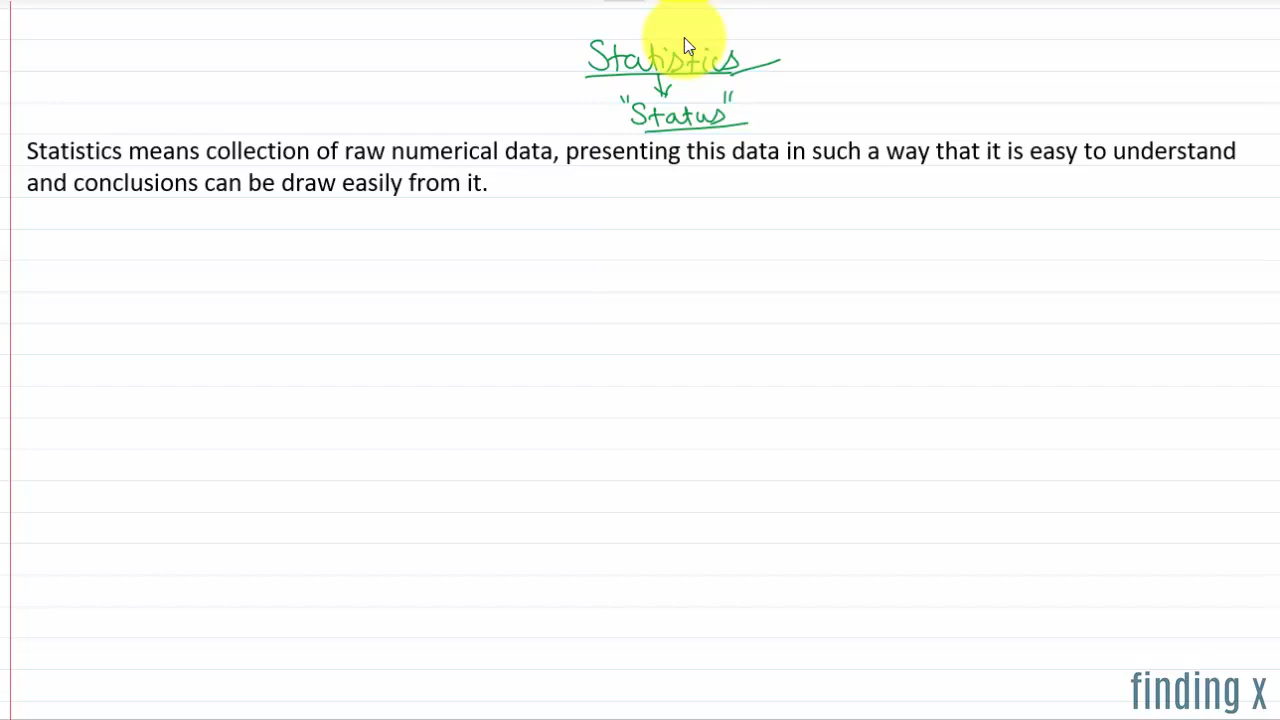 Statistics
"Status"
Statistics means collection of raw numerical data, presenting this data in such a way that it is easy to understand
and conclusions can be draw easily from it.
finding x